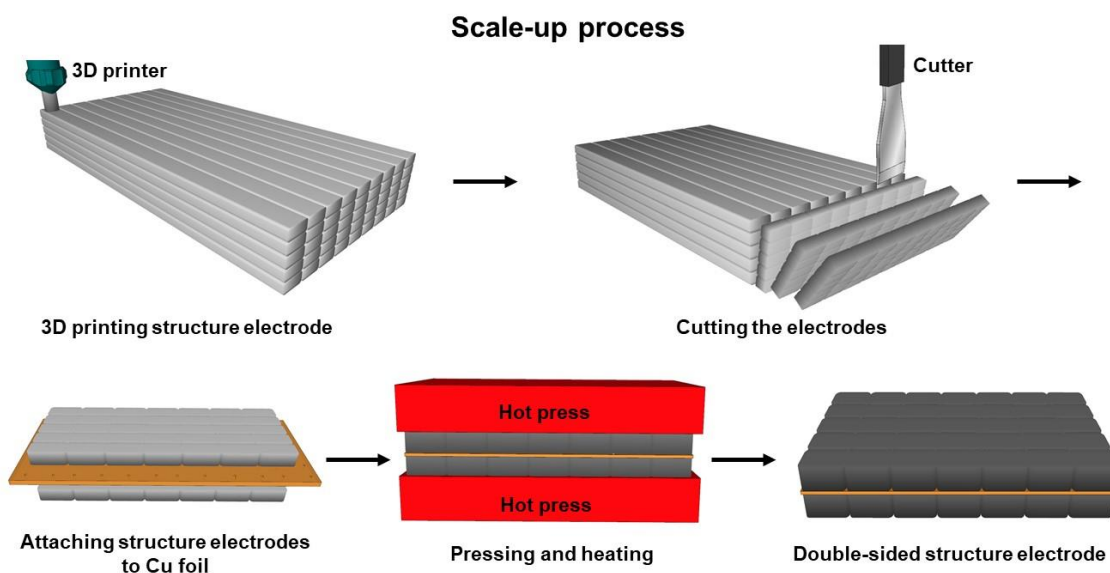 Scale-up process
3D printer
Cutter
3D printing structure electrode
Cutting the electrodes
Hot press
Hot press
Attaching structure electrodes
to Cu foil
Pressing and heating
Double-sided structure electrode